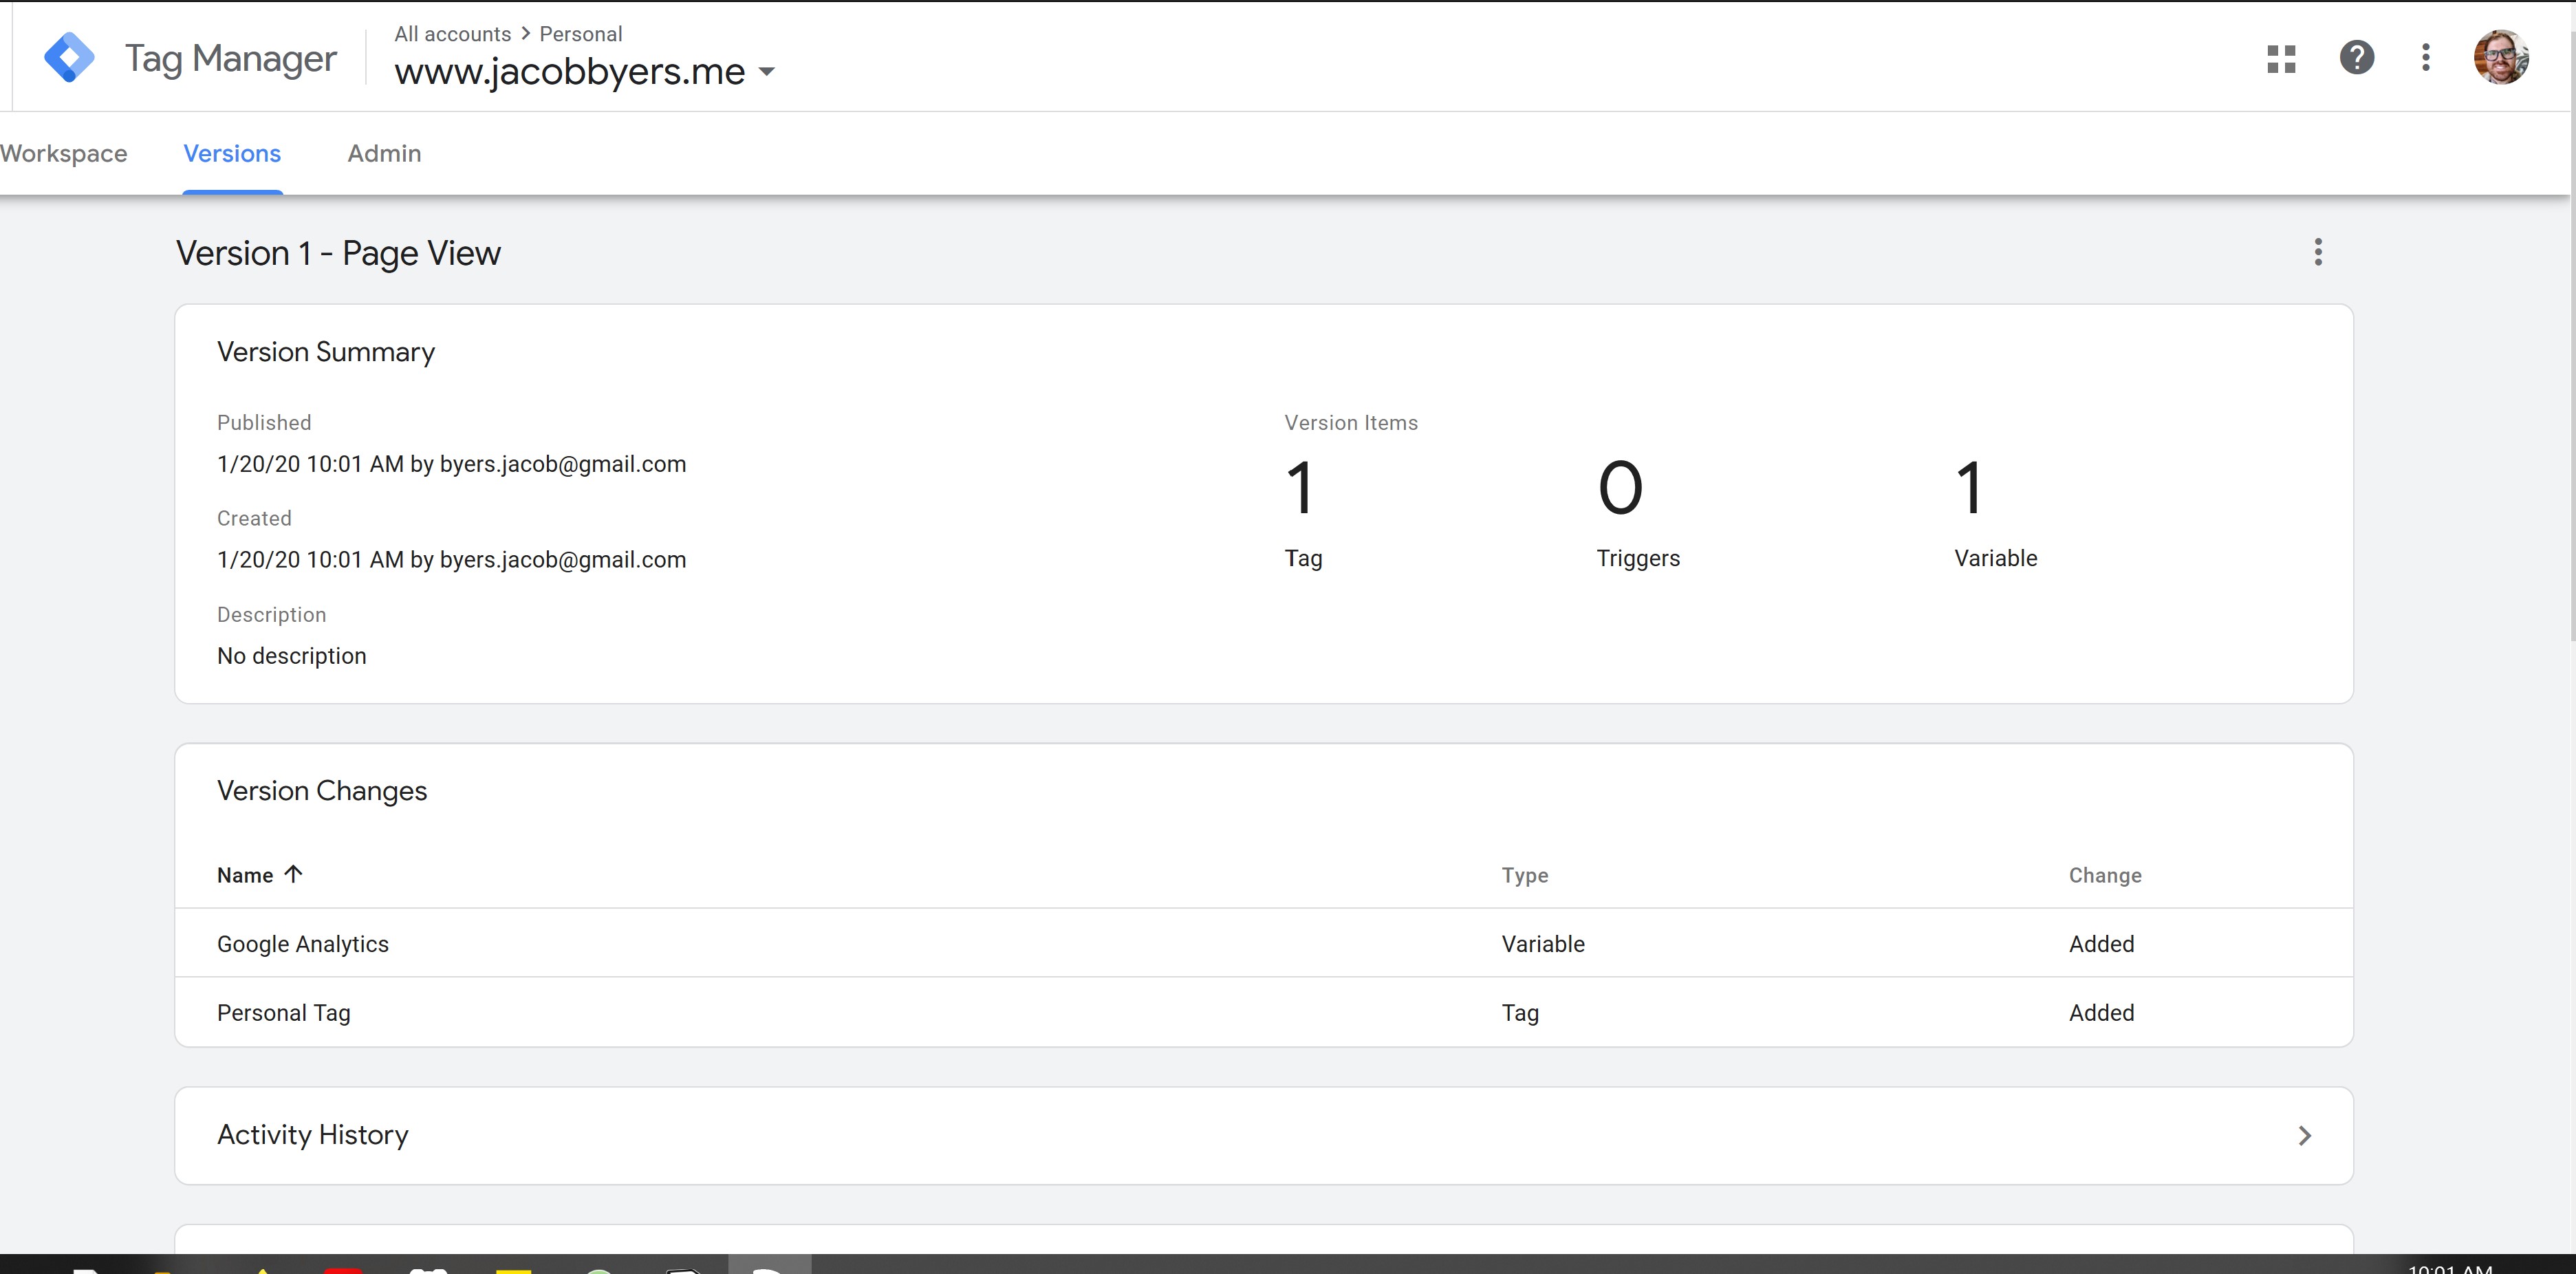 Tag Manager
All accounts > Personal
www.jacobbyers.me
Workspace
Versions
Admin
Version 1 - Page View
Version Summary
Published
1/20/20 10:01 AM by byers.jacob@gmail.com
Created
1/20/20 10:01 AM by byers.jacob@gmail.com
Description
No description
Version Items
1 0 1
Tag Triggers Variable
Version Changes
Name Type Change
Google Analytics Variable Added
Personal Tag Tag Added
Activity History
10:01 AM